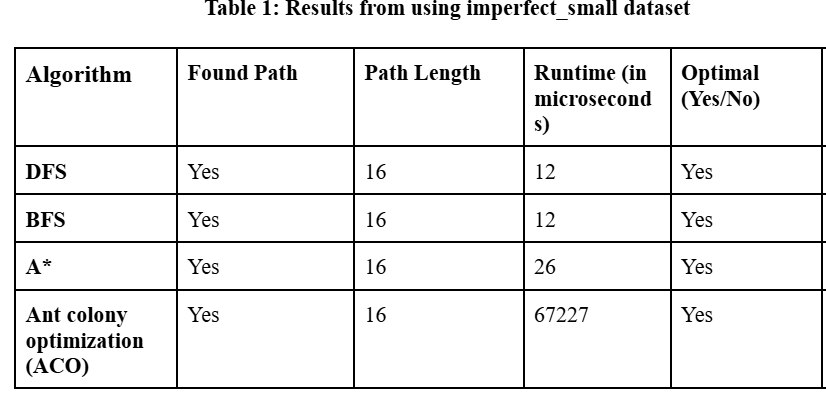 Table 1: Results from using imperfect_small dataset
Algorithm Found Path Path Length Runtime (in Optimal
microsecond (Yes/No)
s)
DFS Yes 16 12 Yes
BFS Yes 16 12 Yes
A* Yes 16 26 Yes
Ant colony Yes 16 67227 Yes
optimization
(ACO)